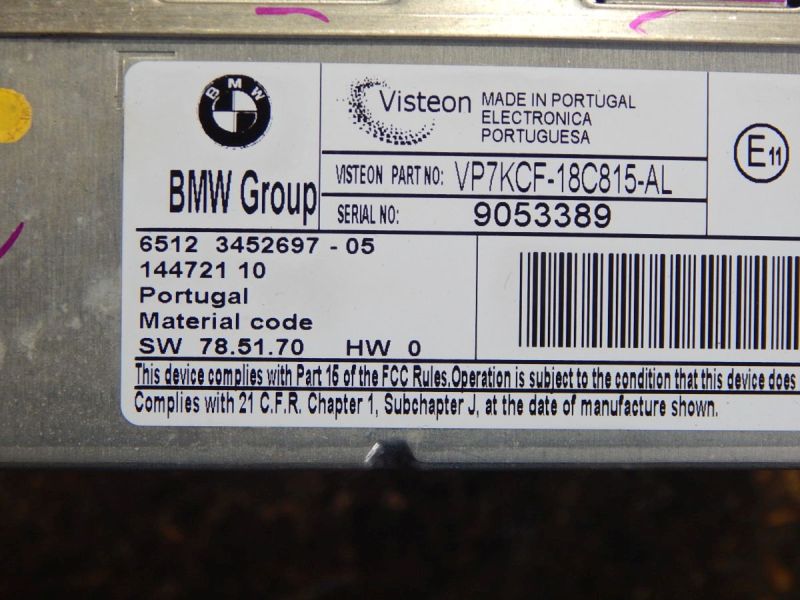 BMW
BMW Group
Visteon
MADE IN PORTUGAL
ELECTRONICA
PORTUGUESA
VISTEON PART NO: VP7KCF-18C815-AL
SERIAL NO: 9053389
E11
6512 3452697 - 05
144721 10
Portugal
Material code
SW 78.51.70 HW 0
This device complies with Part 15 of the FCC Rules.Operation is subject to the condition that this device does
Complies with 21 C.F.R. Chapter 1, Subchapter J, at the date of manufacture shown.